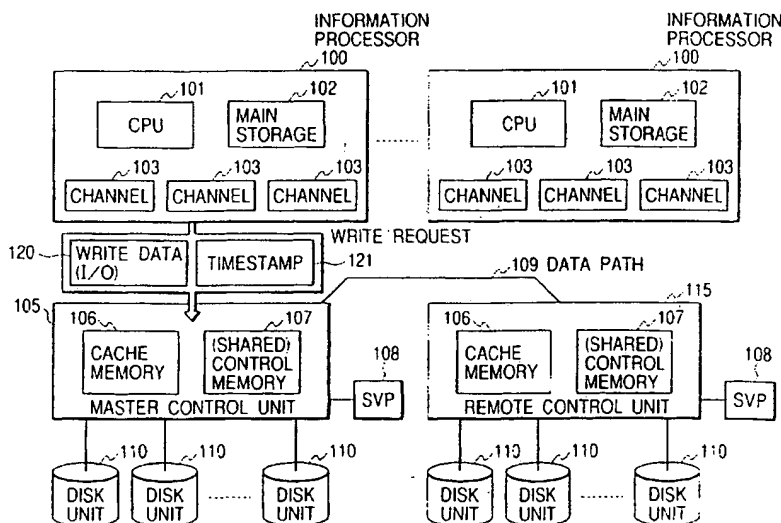 INFORMATION PROCESSOR
100
101
102
CPU
MAIN STORAGE
103
103
103
CHANNEL
CHANNEL
CHANNEL
INFORMATION PROCESSOR
100
101
102
CPU
MAIN STORAGE
103
103
103
CHANNEL
CHANNEL
CHANNEL
WRITE REQUEST
120
WRITE DATA (I/O)
TIMESTAMP
121
109 DATA PATH
105
106
107
CACHE MEMORY
(SHARED) CONTROL MEMORY
MASTER CONTROL UNIT
108
SVP
115
106
107
CACHE MEMORY
(SHARED) CONTROL MEMORY
REMOTE CONTROL UNIT
108
SVP
110
110
110
DISK UNIT
DISK UNIT
DISK UNIT
110
110
110
DISK UNIT
DISK UNIT
DISK UNIT